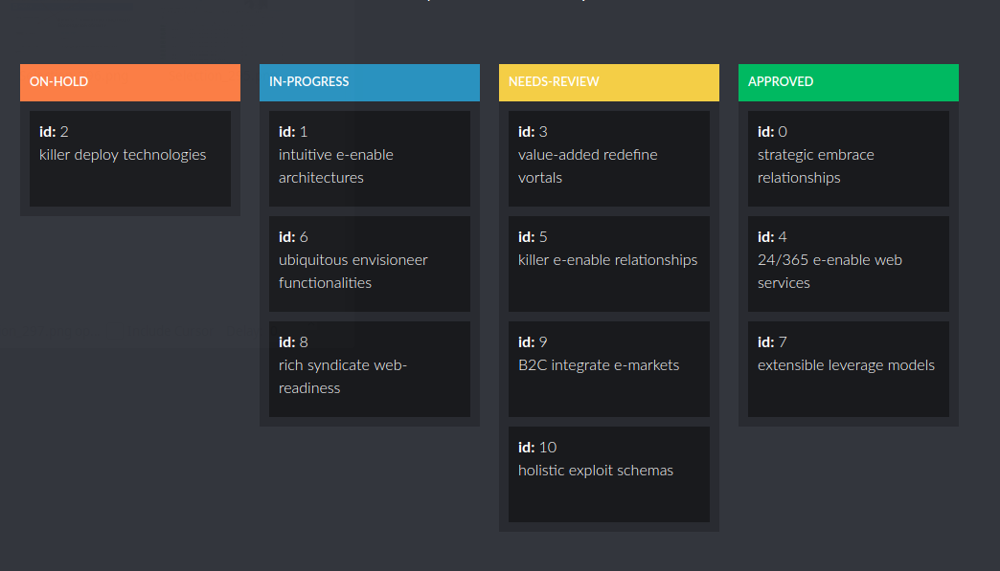 ON-HOLD
id: 2
killer deploy technologies
IN-PROGRESS
id: 1
intuitive e-enable
architectures
id: 6
ubiquitous envisioneer
functionalities
id: 8
rich syndicate web-
readiness
NEEDS-REVIEW
id: 3
value-added redefine
vortals
id: 5
killer e-enable relationships
id: 9
B2C integrate e-markets
id: 10
holistic exploit schemas
APPROVED
id: 0
strategic embrace
relationships
id: 4
24/365 e-enable web
services
id: 7
extensible leverage models